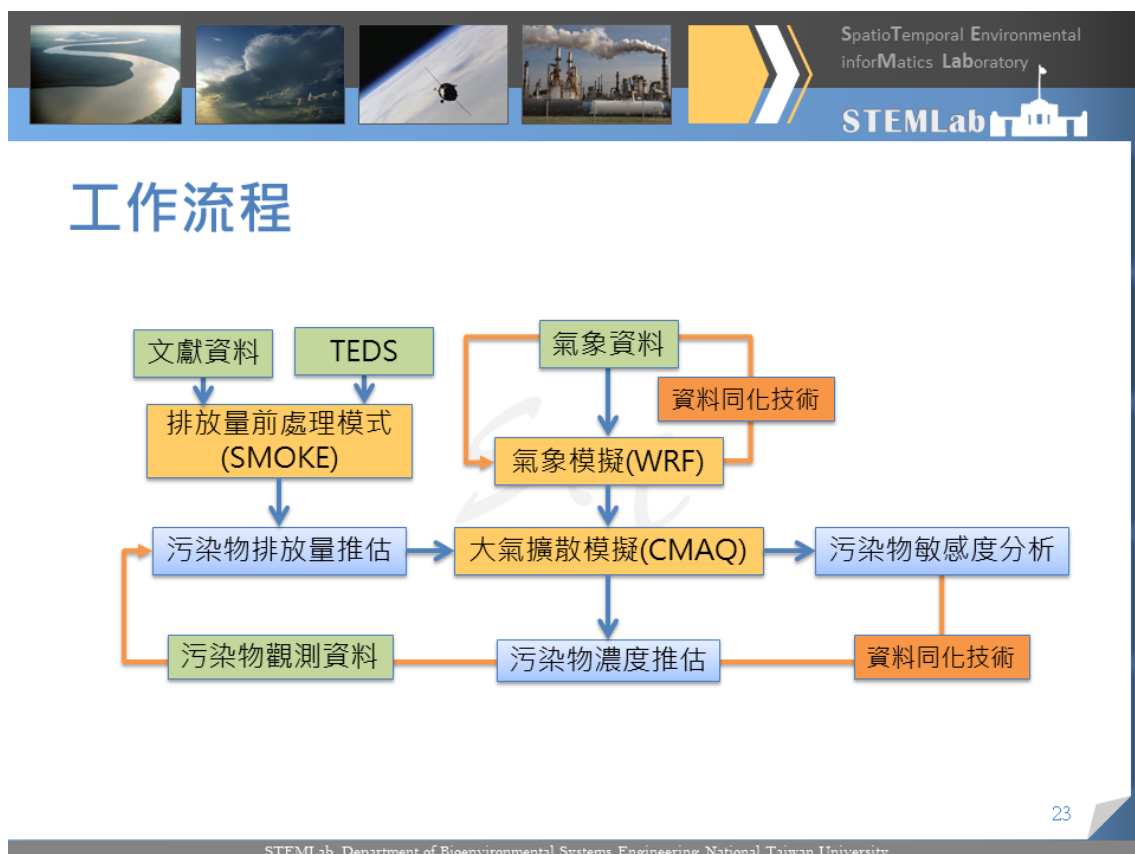 SpatioTemporal Environmental
inforMatics Laboratory
STEMLab
工作流程
文獻資料
TEDS
氣象資料
資料同化技術
排放量前處理模式
(SMOKE)
氣象模擬(WRF)
污染物排放量推估
大氣擴散模擬(CMAQ)
污染物敏感度分析
污染物觀測資料
污染物濃度推估
資料同化技術
23
STEMLab, Department of Bioenvironmental Systems Engineering National Taiwan University